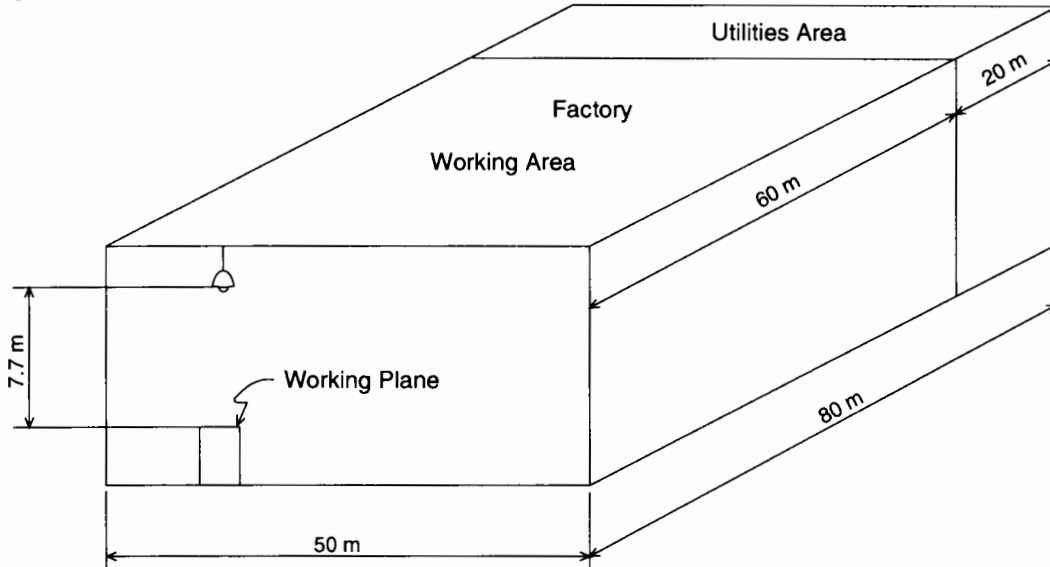 Utilities Area
20 m
Factory
Working Area
60 m
7.7 m
Working Plane
80 m
50 m